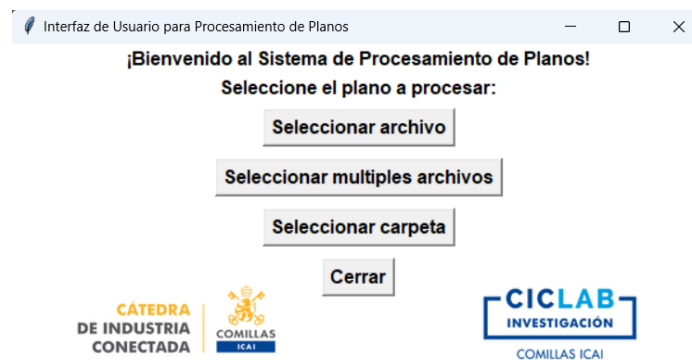 Interfaz de Usuario para Procesamiento de Planos
¡Bienvenido al Sistema de Procesamiento de Planos!
Seleccione el plano a procesar:
Seleccionar archivo
Seleccionar multiples archivos
Seleccionar carpeta
Cerrar
CÁTEDRA
DE INDUSTRIA
CONECTADA
COMILLAS
ICAI
CICLAB
INVESTIGACIÓN
COMILLAS ICAI